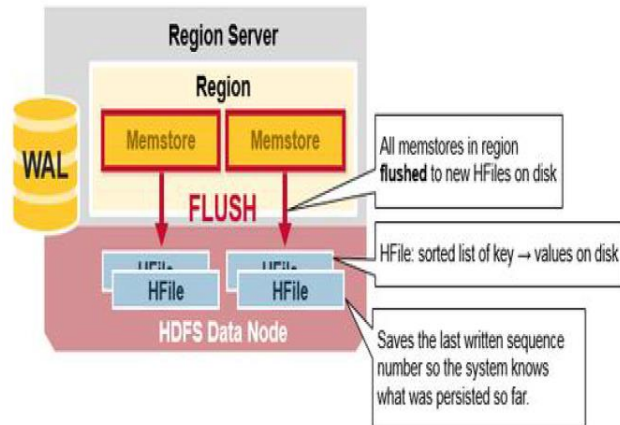 Region Server
Region
Memstore
Memstore
WAL
FLUSH
All memstores in region
flushed to new HFiles on disk
HFile
HFile
HFile
HFile
HFile: sorted list of key → values on disk
HDFS Data Node
Saves the last written sequence
number so the system knows
what was persisted so far.